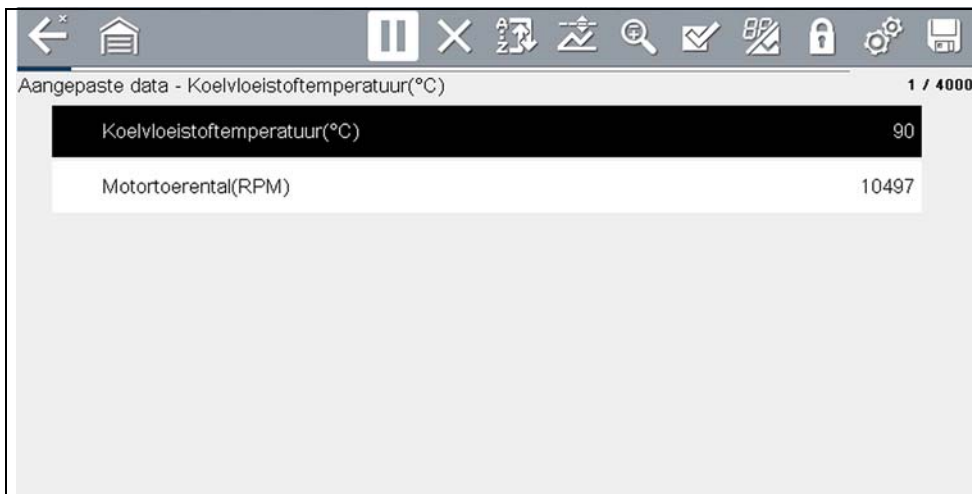 Aangepaste data - Koelvloeistoftemperatuur(°C)
1 / 4000
Koelvloeistoftemperatuur(°C) 90
Motortoerental(RPM) 10497